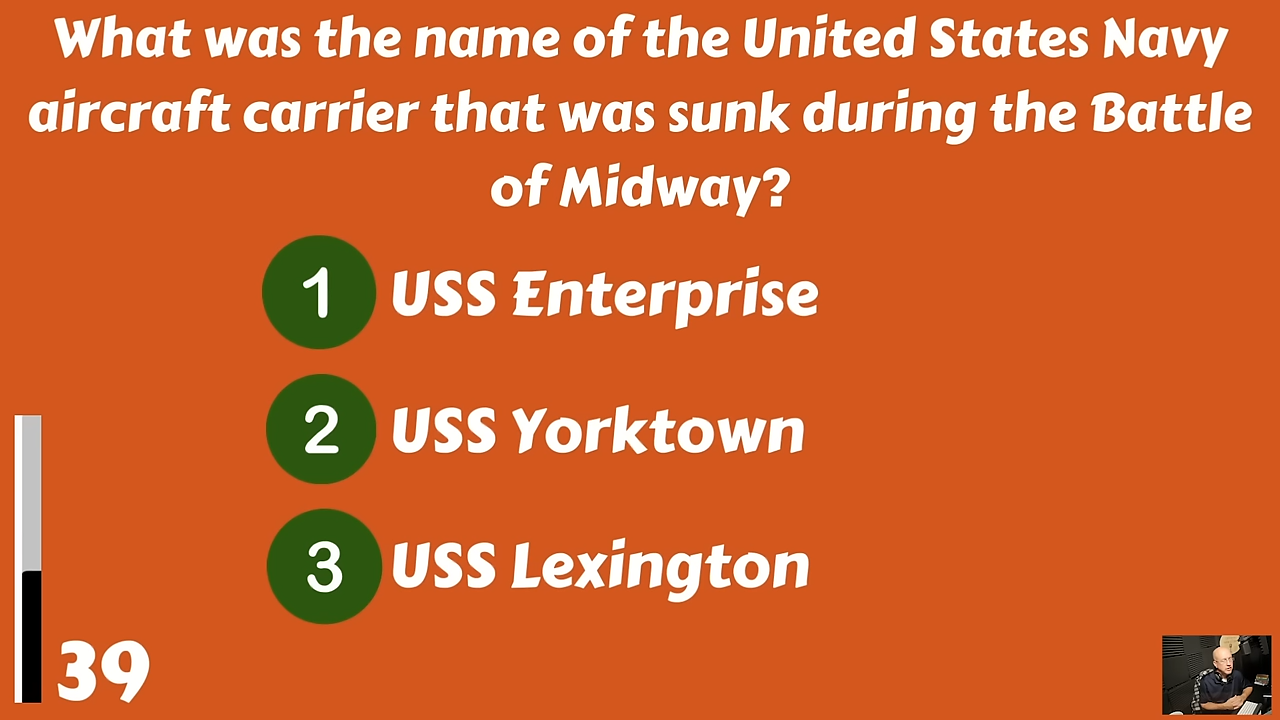 What was the name of the United States Navy
aircraft carrier that was sunk during the Battle
of Midway?
1 USS Enterprise
2 USS Yorktown
3 USS Lexington
39